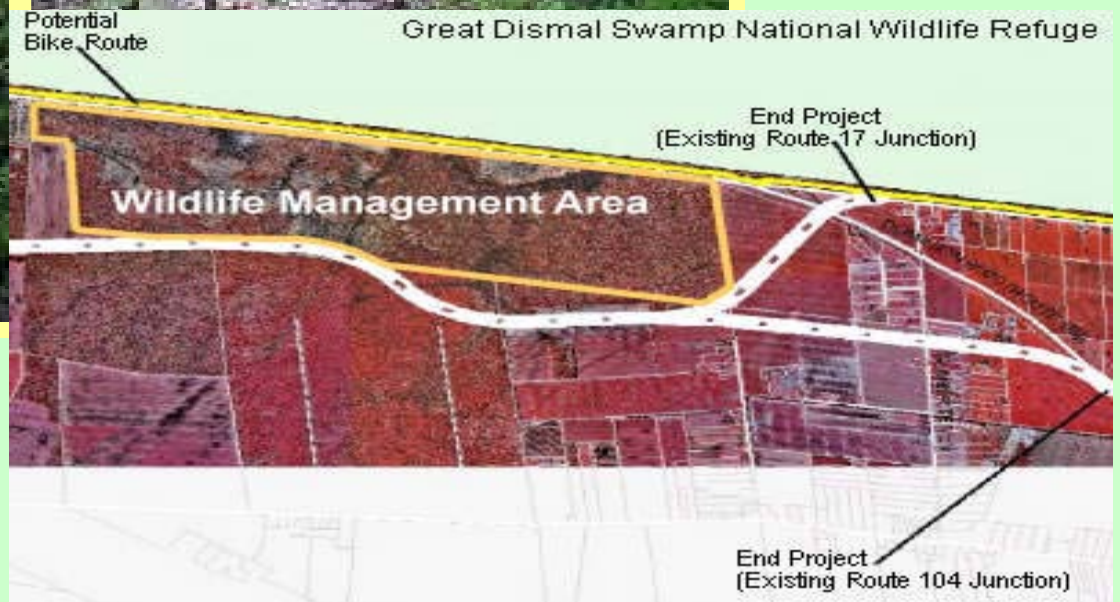 Potential
Bike Route
Great Dismal Swamp National Wildlife Refuge
End Project
(Existing Route 17 Junction)
Wildlife Management Area
End Project
(Existing Route 104 Junction)